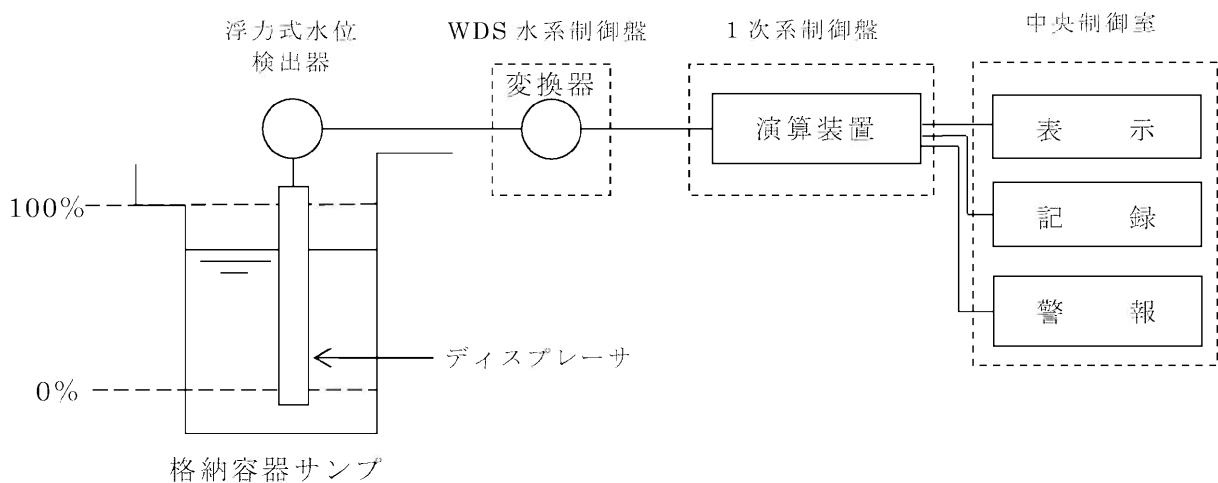 浮力式水位
検出器
WDS 水系制御盤
変換器
1 次系制御盤
演算装置
中央制御室
表 示
記 録
警 報
100%
0%
ディスプレーサ
格納容器サンプ